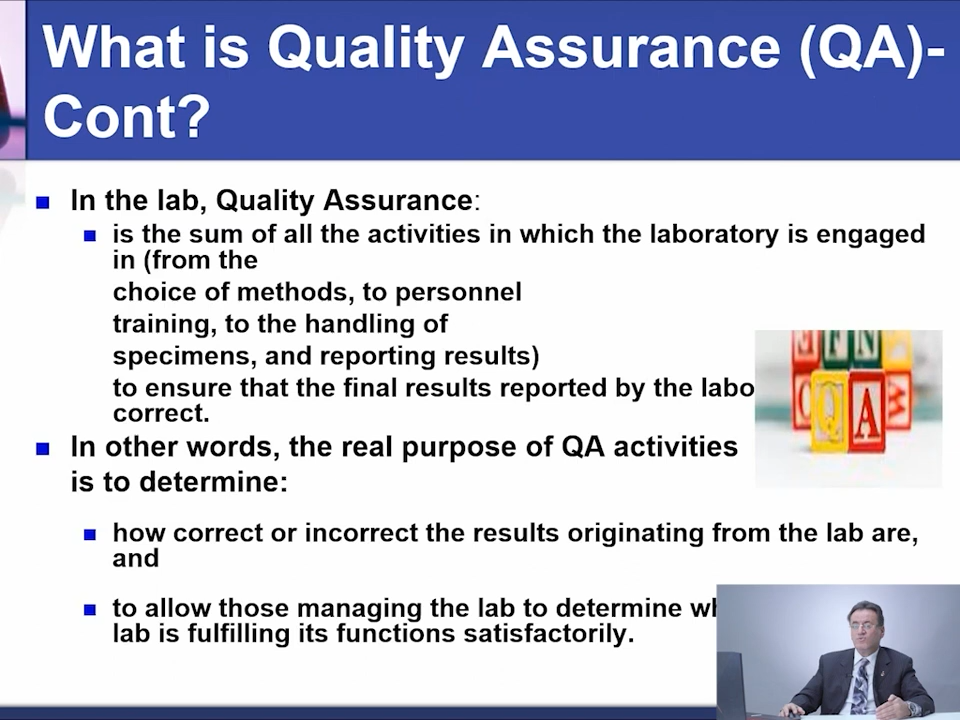 What is Quality Assurance (QA)-
Cont?
In the lab, Quality Assurance:
is the sum of all the activities in which the laboratory is engaged
in (from the
choice of methods, to personnel
training, to the handling of
specimens, and reporting results)
to ensure that the final results reported by the labo
correct.
In other words, the real purpose of QA activities
is to determine:
how correct or incorrect the results originating from the lab are,
and
to allow those managing the lab to determine wh
lab is fulfilling its functions satisfactorily.
E F N
Q A